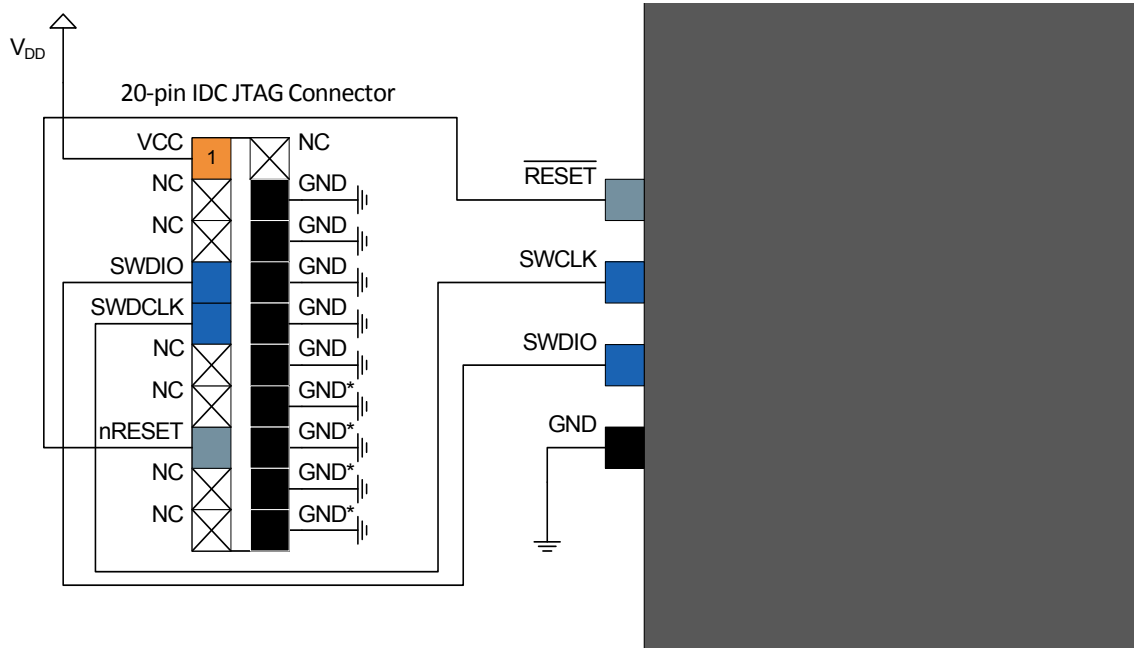 V_DD
20-pin IDC JTAG Connector
VCC
1
NC
NC
GND
NC
GND
SWDIO
GND
SWDCLK
GND
NC
GND
NC
GND*
nRESET
GND*
NC
GND*
NC
GND*
RESET
SWCLK
SWDIO
GND